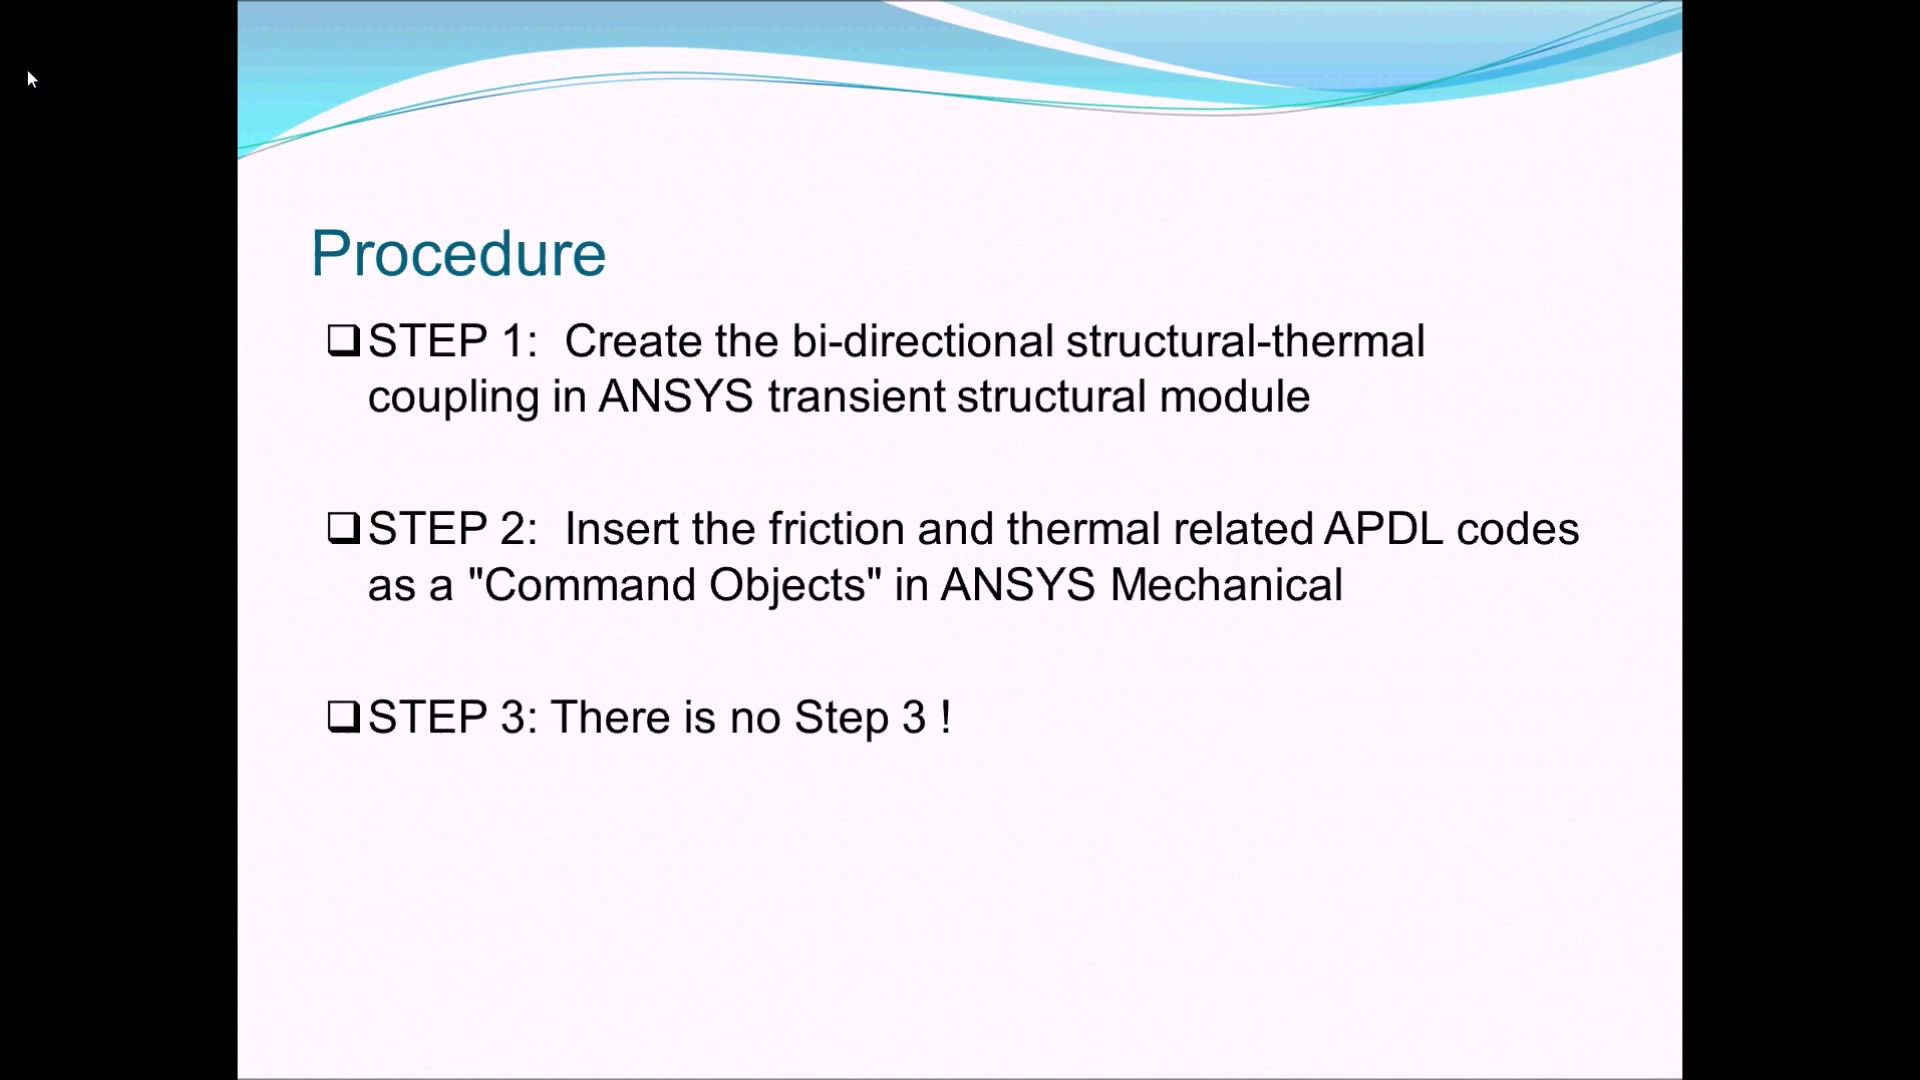 Procedure
STEP 1:  Create the bi-directional structural-thermal
coupling in ANSYS transient structural module
STEP 2:  Insert the friction and thermal related APDL codes
as a "Command Objects" in ANSYS Mechanical
STEP 3: There is no Step 3 !